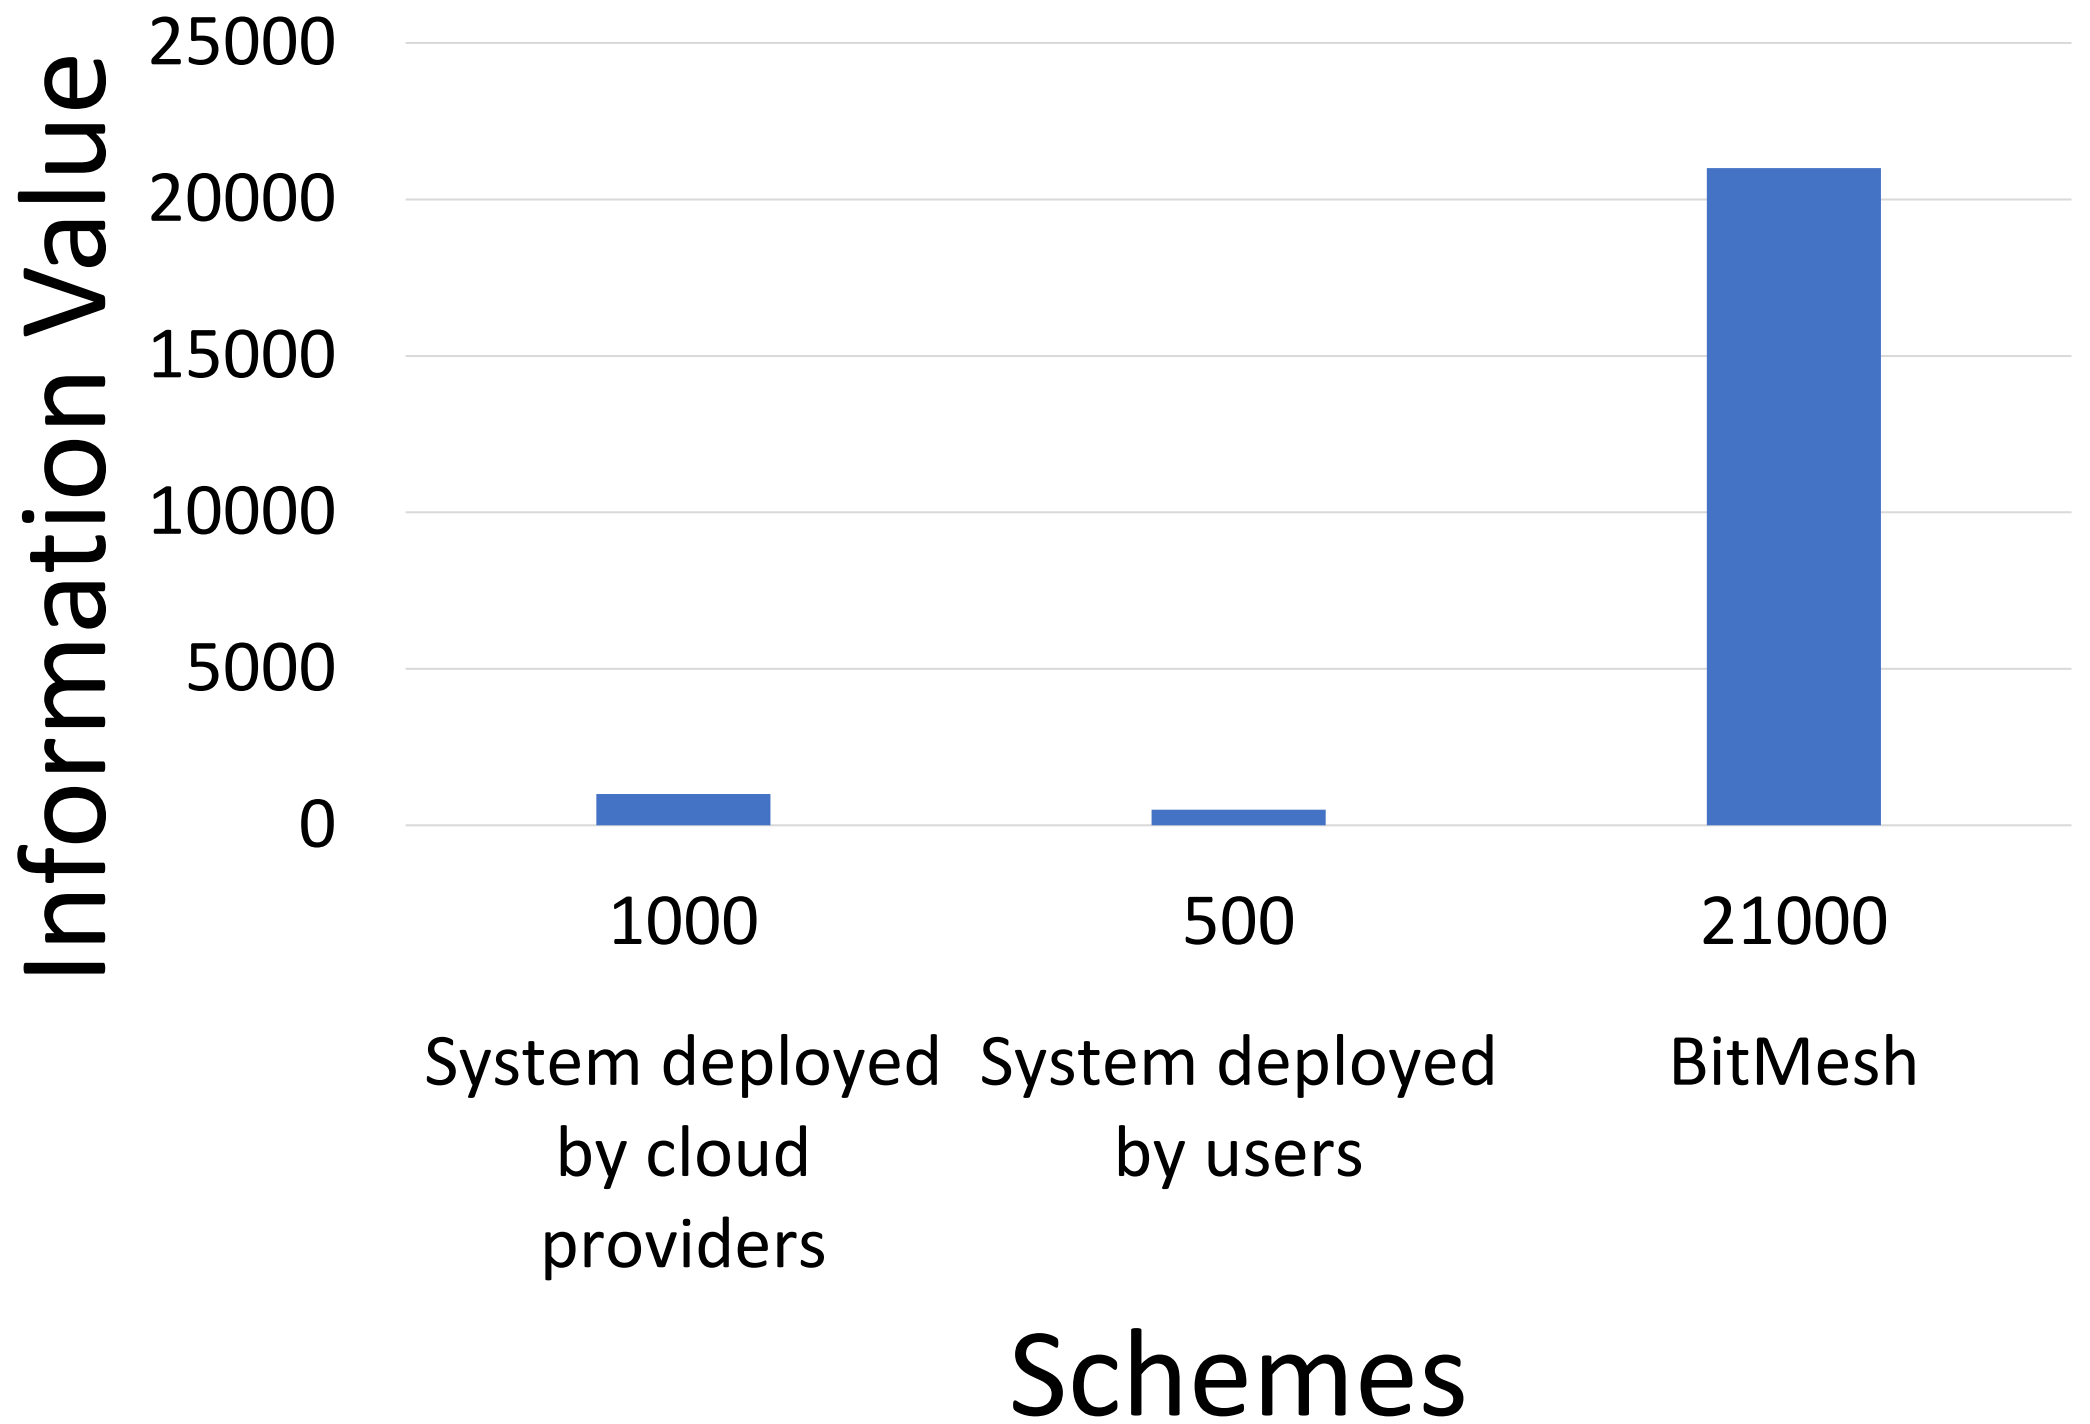 Information Value
25000
20000
15000
10000
5000
0
1000
500
21000
System deployed
by cloud
providers
System deployed
by users
BitMesh
Schemes